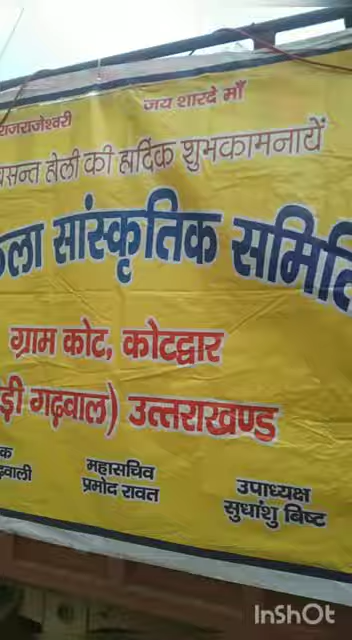 राजराजेश्वरी जय शारदे माँ
बसन्त होली की हार्दिक शुभकामनायें
कला सांस्कृतिक समिति
ग्राम कोट, कोटद्वार
ड़ी गढ़वाल) उत्तराखण्ड
महासचिव
प्रमोद रावत
उपाध्यक्ष
सुधांशु बिष्ट
InShOt